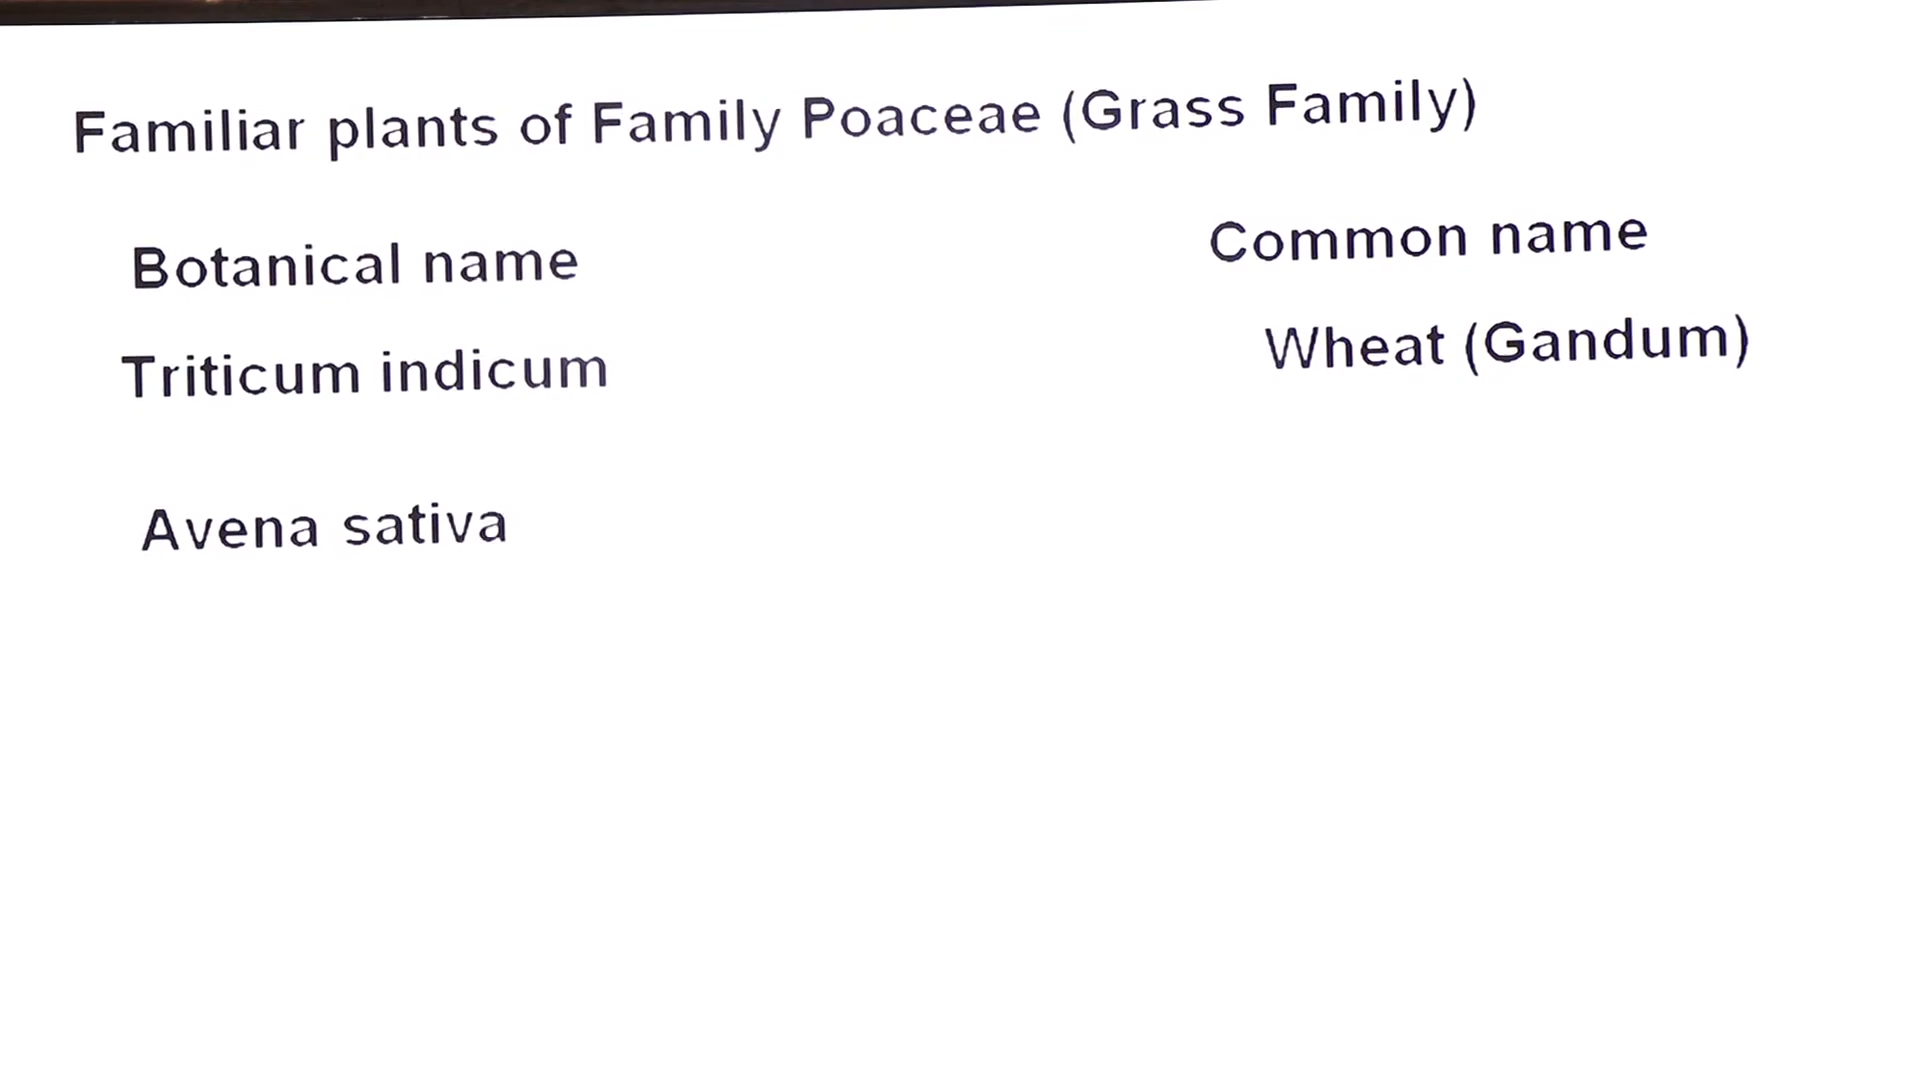 Familiar plants of Family Poaceae (Grass Family)
Botanical name Common name
Triticum indicum Wheat (Gandum)
Avena sativa